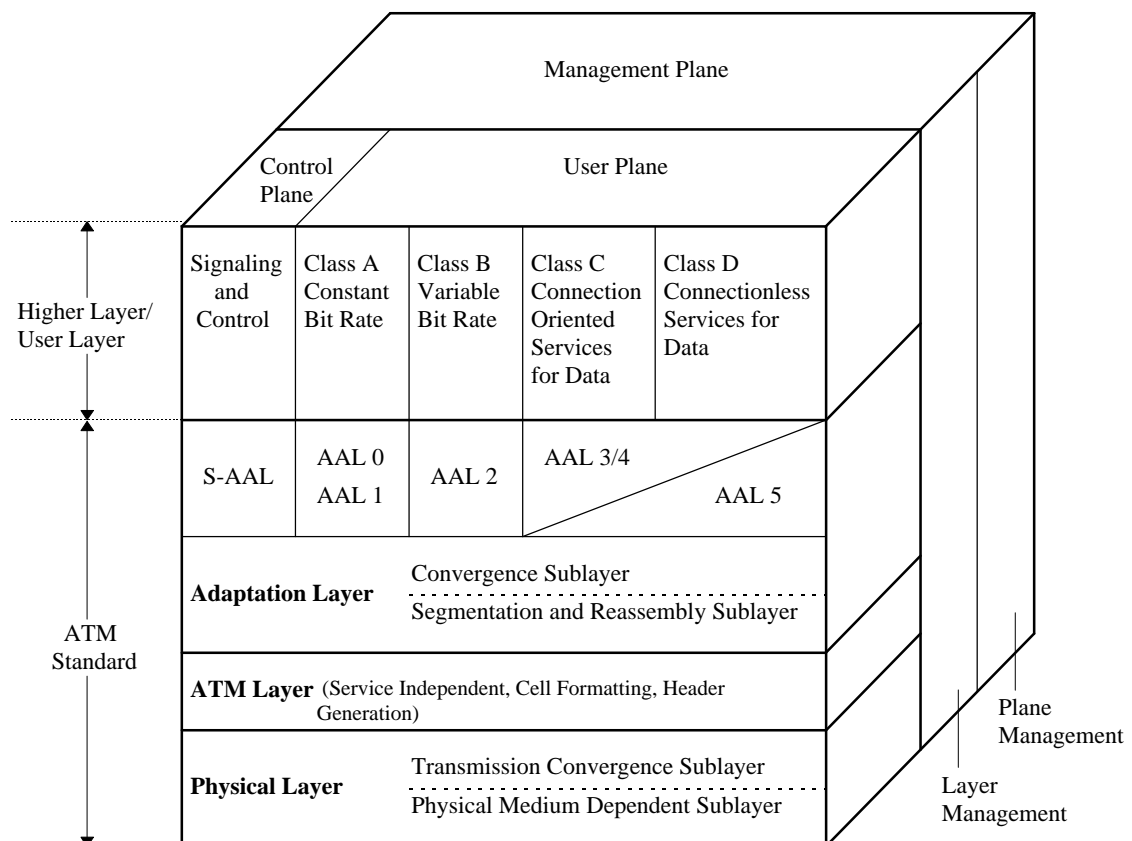 Management Plane
Control
Plane
User Plane
Higher Layer/
User Layer
Signaling
and
Control
Class A
Constant
Bit Rate
Class B
Variable
Bit Rate
Class C
Connection
Oriented
Services
for Data
Class D
Connectionless
Services for
Data
ATM
Standard
S-AAL
AAL 0
AAL 1
AAL 2
AAL 3/4
AAL 5
Adaptation Layer
Convergence Sublayer
Segmentation and Reassembly Sublayer
ATM Layer (Service Independent, Cell Formatting, Header
Generation)
Physical Layer
Transmission Convergence Sublayer
Physical Medium Dependent Sublayer
Plane
Management
Layer
Management